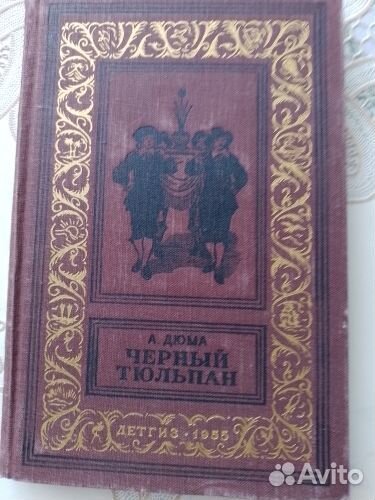 А. ДЮМА
ЧЕРНЫЙ
ТЮЛЬПАН
ДЕТГИЗ · 1955
Avito